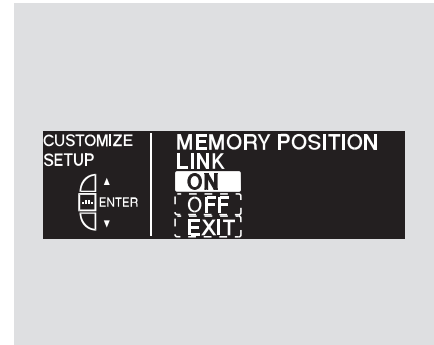 CUSTOMIZE
SETUP
ENTER
MEMORY POSITION
LINK
ON
OFF
EXIT